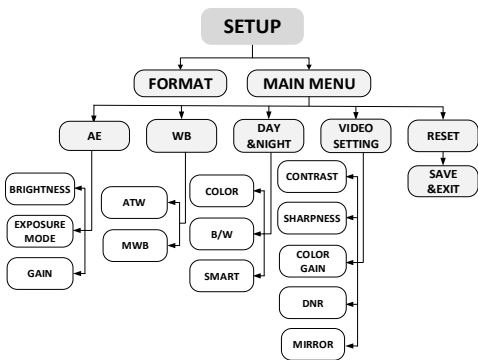 SETUP
FORMAT
MAIN MENU
AE
WB
DAY
&NIGHT
VIDEO
SETTING
RESET
SAVE
&EXIT
BRIGHTNESS
EXPOSURE
MODE
GAIN
ATW
MWB
COLOR
B/W
SMART
CONTRAST
SHARPNESS
COLOR
GAIN
DNR
MIRROR